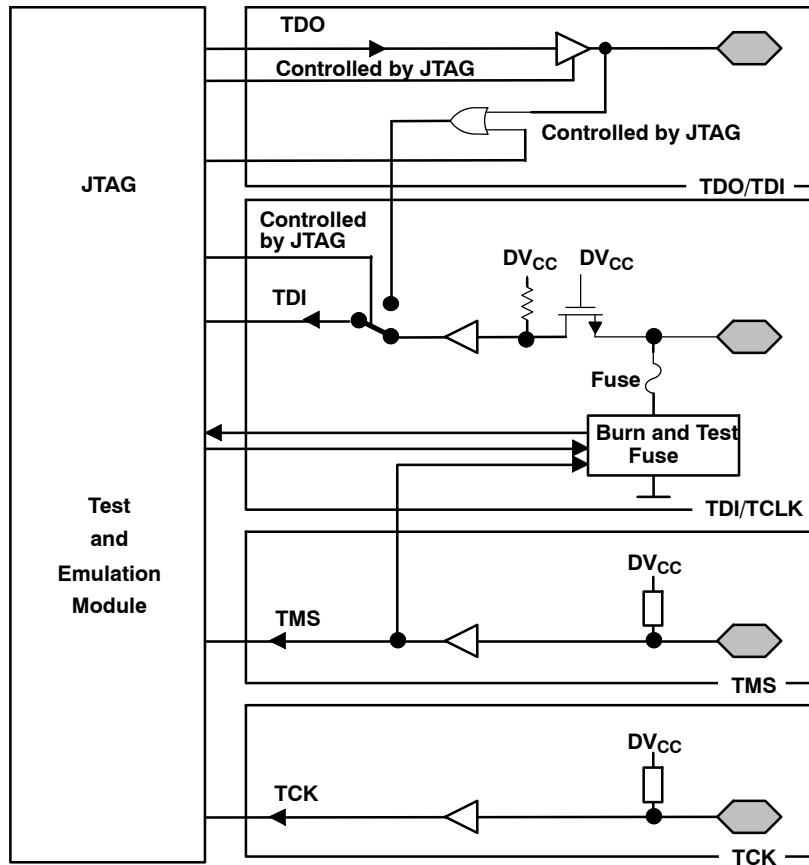 TDO
Controlled by JTAG
Controlled by JTAG
JTAG
TDO/TDI
Controlled
by JTAG
DVCC
DVCC
TDI
Fuse
Burn and Test
Fuse
TDI/TCLK
Test
and
Emulation
Module
DVCC
TMS
TMS
DVCC
TCK
TCK